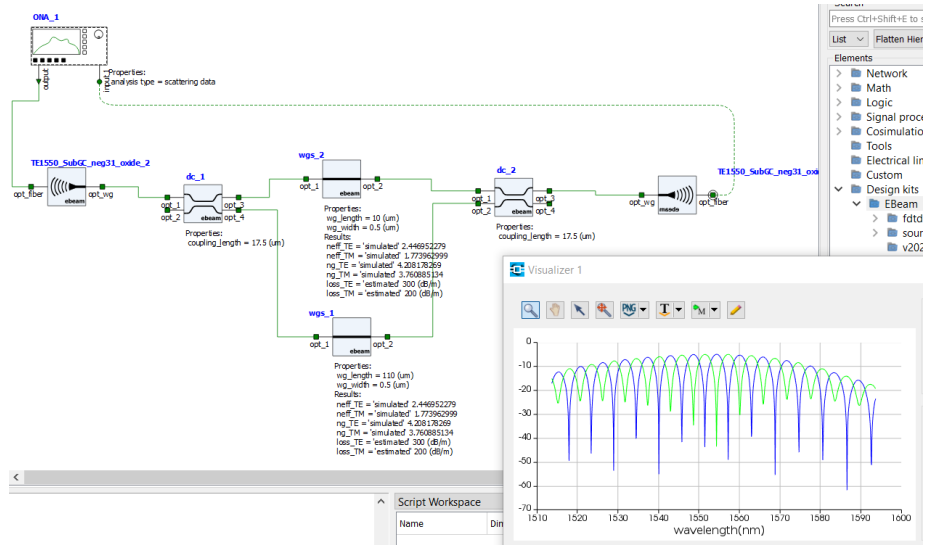 ONA_1
Search
Press Ctrl+Shift+E to s
List
Flatten Hier
Elements
Network
Math
Logic
Signal proce
Cosimulatio
Tools
Electrical lin
Custom
Design kits
EBeam
fdtd
sour
v202
output
input 1
Properties:
analysis type = scattering data
TE1550_SubGC_neg31_oxide_2
opt_fiber
opt_wg
ebeam
dc_1
opt_1
opt_2
opt_3
opt_4
ebeam
Properties:
coupling_length = 17.5 (um)
wgs_2
opt_1
opt_2
ebeam
Properties:
wg_length = 10 (um)
wg_width = 0.5 (um)
Results:
neff_TE = 'simulated' 2.446952279
neff_TM = 'simulated' 1.773962999
ng_TE = 'simulated' 4.208178269
ng_TM = 'simulated' 3.760885134
loss_TE = 'estimated' 300 (dB/m)
loss_TM = 'estimated' 200 (dB/m)
wgs_1
opt_1
opt_2
ebeam
Properties:
wg_length = 110 (um)
wg_width = 0.5 (um)
Results:
neff_TE = 'simulated' 2.446952279
neff_TM = 'simulated' 1.773962999
ng_TE = 'simulated' 4.208178269
ng_TM = 'simulated' 3.760885134
loss_TE = 'estimated' 300 (dB/m)
loss_TM = 'estimated' 200 (dB/m)
dc_2
opt_1
opt_2
opt_3
opt_4
ebeam
Properties:
coupling_length = 17.5 (um)
TE1550_SubGC_neg31_oxi
opt_wg
opt_fiber
Visualizer 1
PNG
T
M
0
-10
-20
-30
-40
-50
-60
-70
1510 1520 1530 1540 1550 1560 1570 1580 1590 1600
wavelength(nm)
Script Workspace
Name
Din